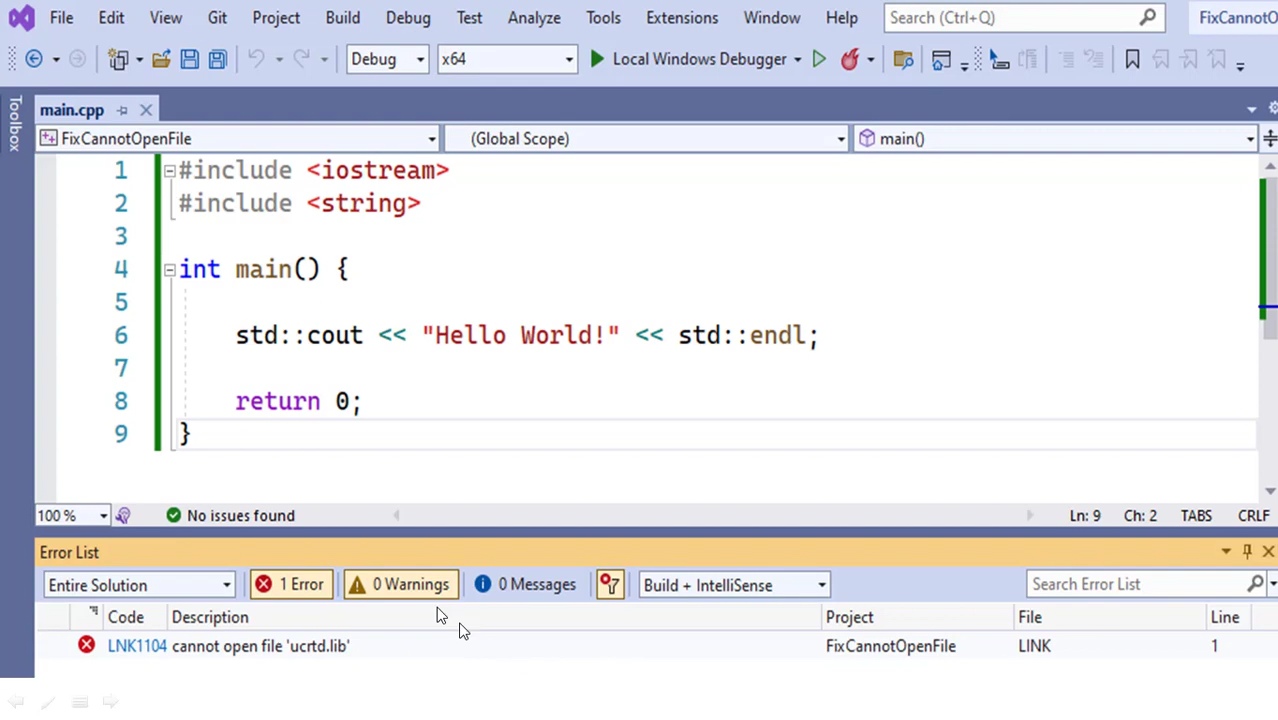 File Edit View Git Project Build Debug Test Analyze Tools Extensions Window Help Search (Ctrl+Q) FixCannotO
Debug x64 Local Windows Debugger
Toolbox
main.cpp
FixCannotOpenFile (Global Scope) main()
1 #include <iostream>
2 #include <string>
3
4 int main() {
5
6 std::cout << "Hello World!" << std::endl;
7
8 return 0;
9 }
100 % No issues found Ln: 9 Ch: 2 TABS CRLF
Error List
Entire Solution 1 Error 0 Warnings 0 Messages Build + IntelliSense Search Error List
Code Description Project File Line
LNK1104 cannot open file 'ucrtd.lib' FixCannotOpenFile LINK 1